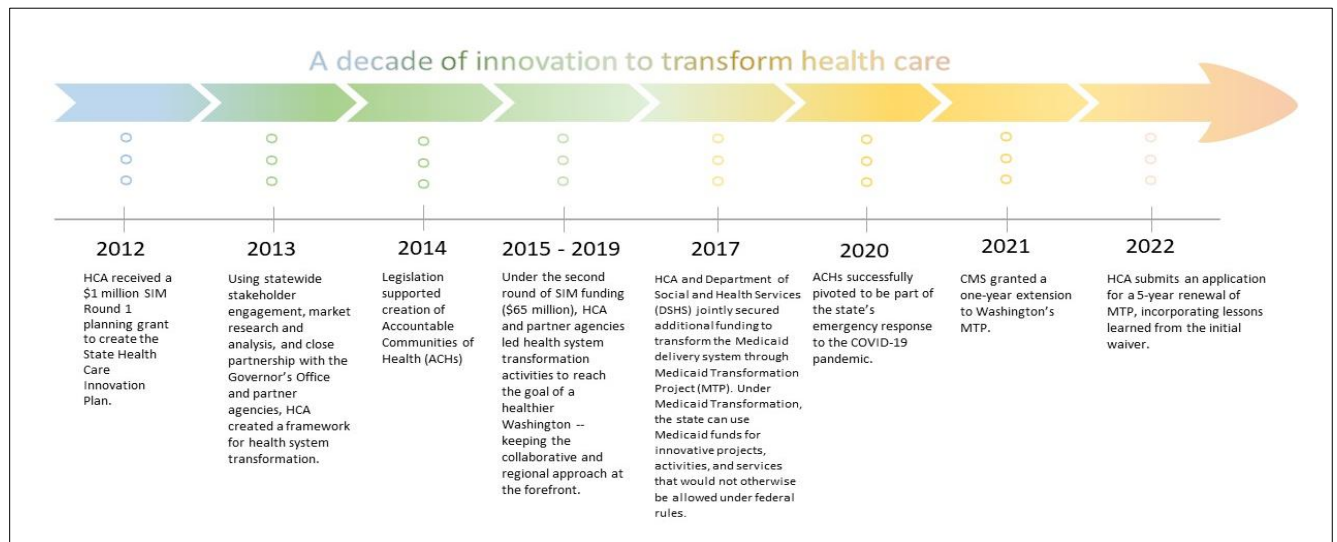 A decade of innovation to transform health care
2012
HCA received a
$1 million SIM
Round 1
planning grant
to create the
State Health
Care
Innovation
Plan.
2013
Using statewide
stakeholder
engagement, market
research and
analysis, and close
partnership with the
Governor's Office
and partner
agencies, HCA
created a framework
for health system
transformation.
2014
Legislation
supported
creation of
Accountable
Communities of
Health (ACHs)
2015 - 2019
Under the second
round of SIM funding
($65 million), HCA
and partner agencies
led health system
transformation
activities to reach
the goal of a
healthier
Washington --
keeping the
collaborative and
regional approach at
the forefront.
2017
HCA and Department of
Social and Health Services
(DSHS) jointly secured
additional funding to
transform the Medicaid
delivery system through
Medicaid Transformation
Project (MTP). Under
Medicaid Transformation,
the state can use
Medicaid funds for
innovative projects,
activities, and services
that would not otherwise
be allowed under federal
rules.
2020
ACHs successfully
pivoted to be part of
the state's
emergency response
to the COVID-19
pandemic.
2021
CMS granted a
one-year extension
to Washington's
MTP.
2022
HCA submits an application
for a 5-year renewal of
MTP, incorporating lessons
learned from the initial
waiver.